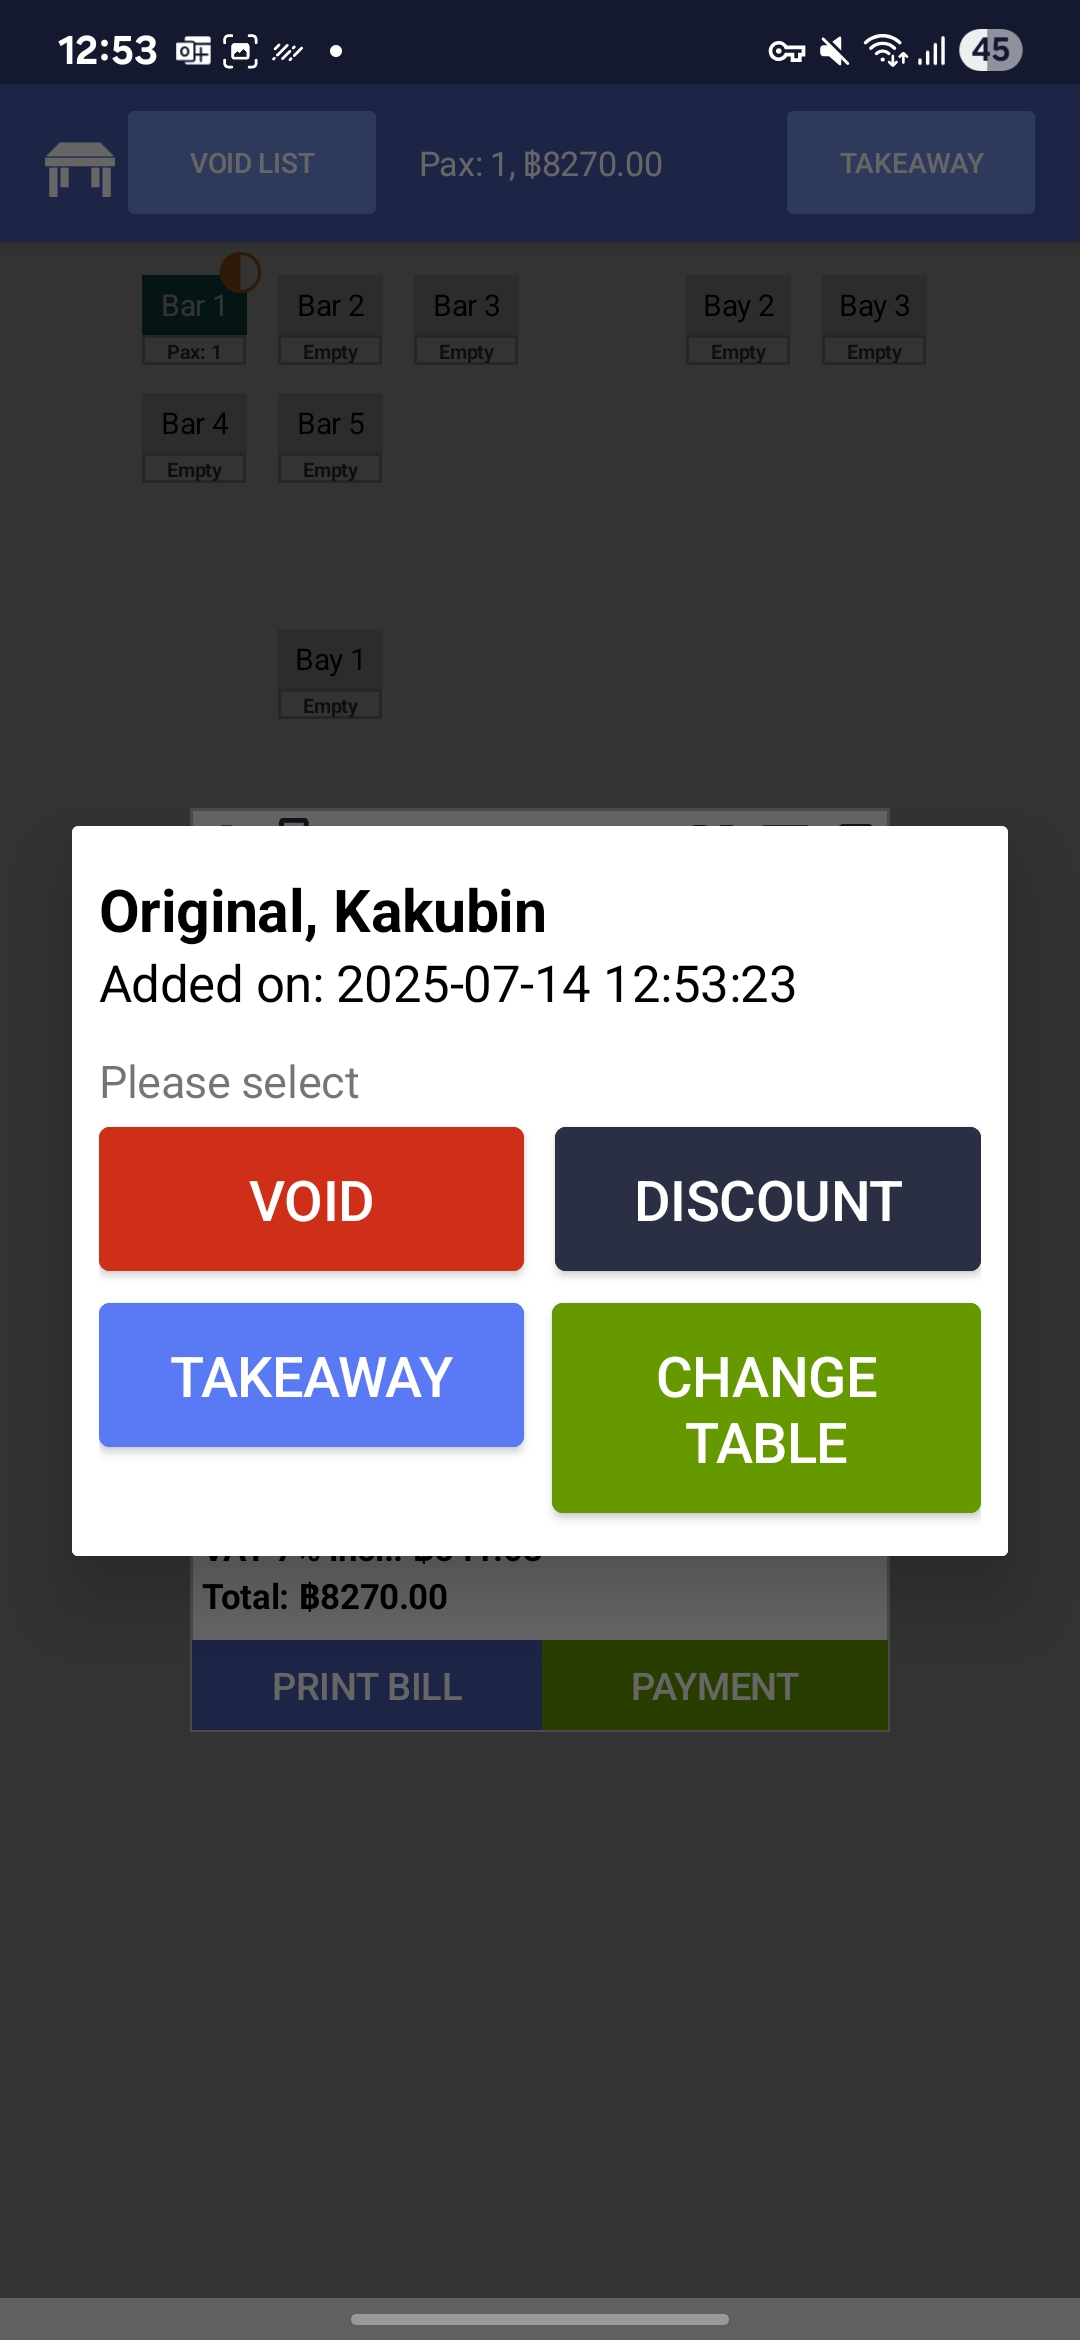 12:53
45
VOID LIST
Pax: 1, ฿8270.00
TAKEAWAY
Bar 1
Bar 2
Bar 3
Bay 2
Bay 3
Pax: 1
Empty
Empty
Empty
Empty
Bar 4
Bar 5
Empty
Empty
Bay 1
Empty
Original, Kakubin
Added on: 2025-07-14 12:53:23
Please select
VOID
DISCOUNT
TAKEAWAY
CHANGE
TABLE
Total: ฿8270.00
PRINT BILL
PAYMENT